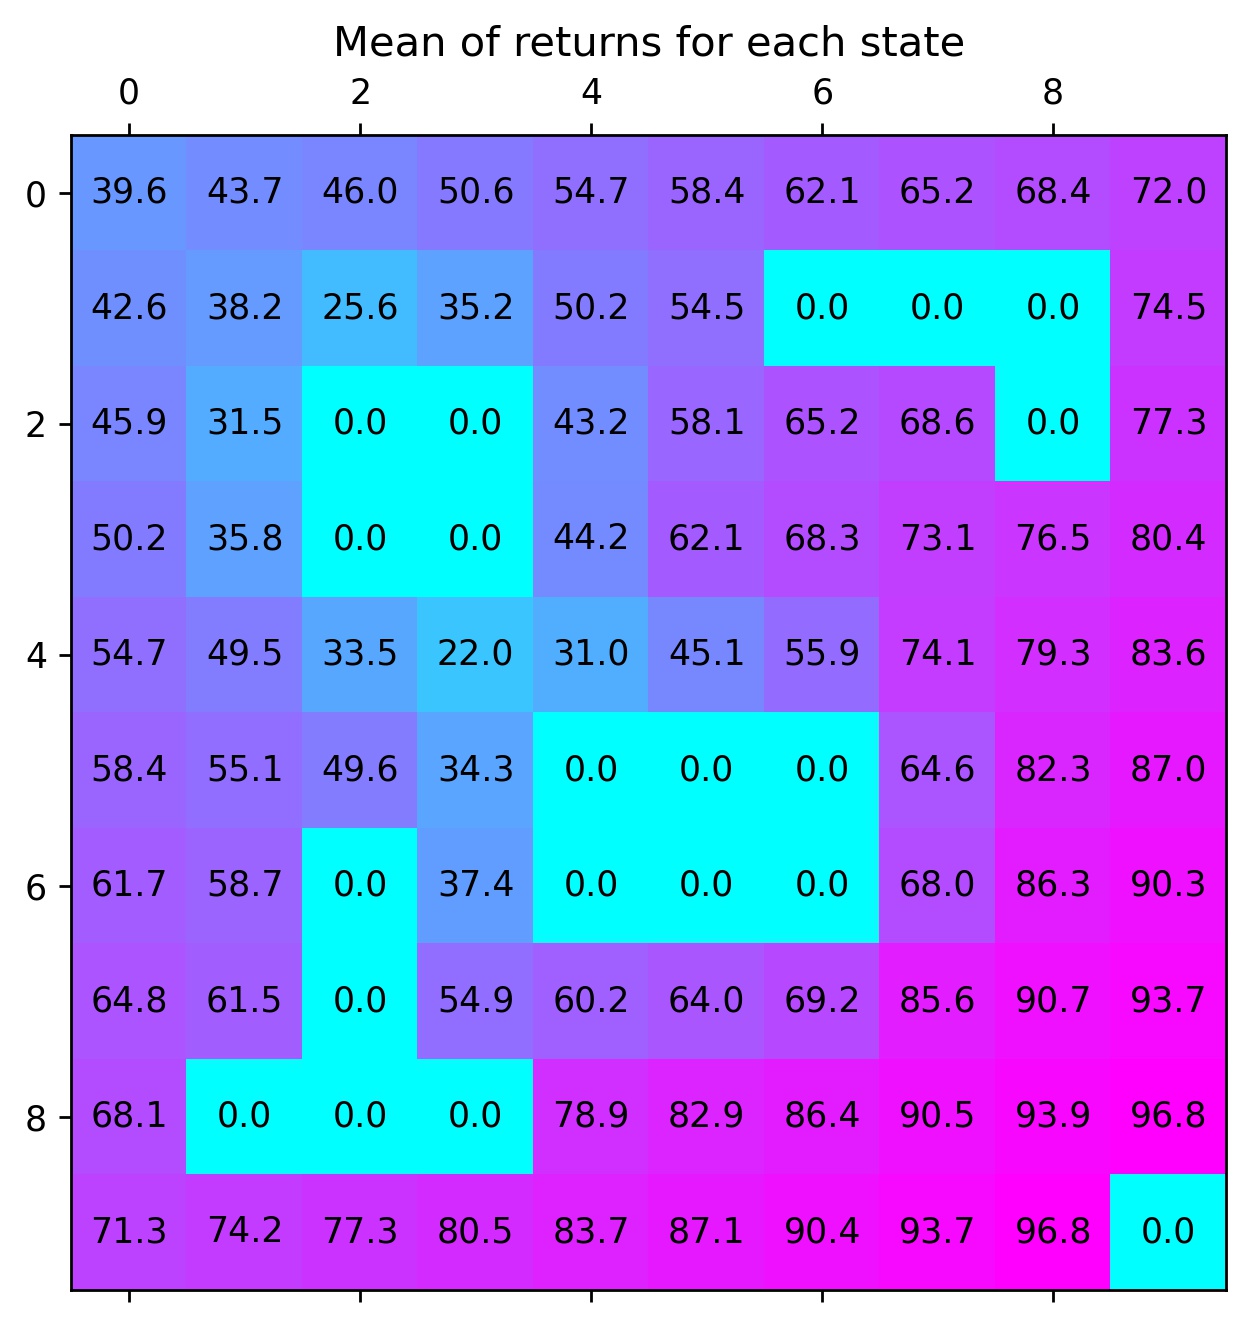 Mean of returns for each state
0 2 4 6 8
0 39.6 43.7 46.0 50.6 54.7 58.4 62.1 65.2 68.4 72.0
42.6 38.2 25.6 35.2 50.2 54.5 0.0 0.0 0.0 74.5
2 45.9 31.5 0.0 0.0 43.2 58.1 65.2 68.6 0.0 77.3
50.2 35.8 0.0 0.0 44.2 62.1 68.3 73.1 76.5 80.4
4 54.7 49.5 33.5 22.0 31.0 45.1 55.9 74.1 79.3 83.6
58.4 55.1 49.6 34.3 0.0 0.0 0.0 64.6 82.3 87.0
6 61.7 58.7 0.0 37.4 0.0 0.0 0.0 68.0 86.3 90.3
64.8 61.5 0.0 54.9 60.2 64.0 69.2 85.6 90.7 93.7
8 68.1 0.0 0.0 0.0 78.9 82.9 86.4 90.5 93.9 96.8
71.3 74.2 77.3 80.5 83.7 87.1 90.4 93.7 96.8 0.0